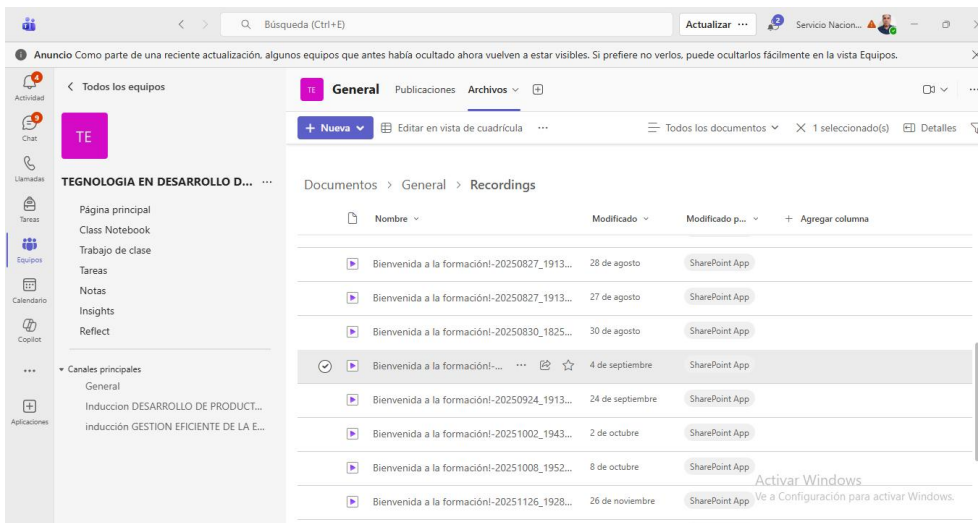 Búsqueda (Ctrl+E)
Actualizar ···
2
Servicio Nacion...
Anuncio Como parte de una reciente actualización, algunos equipos que antes había ocultado ahora vuelven a estar visibles. Si prefiere no verlos, puede ocultarlos fácilmente en la vista Equipos.
4
Actividad
9
Chat
Llamadas
Tareas
Equipos
Calendario
Copilot
Aplicaciones
Todos los equipos
TE
TEGNOLOGIA EN DESARROLLO D... ···
Página principal
Class Notebook
Trabajo de clase
Tareas
Notas
Insights
Reflect
Canales principales
General
Induccion DESARROLLO DE PRODUCT...
inducción GESTION EFICIENTE DE LA E...
TE General Publicaciones Archivos
+ Nueva Editar en vista de cuadrícula ··· Todos los documentos 1 seleccionado(s) Detalles
Documentos > General > Recordings
Nombre Modificado Modificado p... + Agregar columna
Bienvenida a la formación!-20250827_1913... 28 de agosto SharePoint App
Bienvenida a la formación!-20250827_1913... 27 de agosto SharePoint App
Bienvenida a la formación!-20250830_1825... 30 de agosto SharePoint App
Bienvenida a la formación!-... ··· 4 de septiembre SharePoint App
Bienvenida a la formación!-20250924_1913... 24 de septiembre SharePoint App
Bienvenida a la formación!-20251002_1943... 2 de octubre SharePoint App
Bienvenida a la formación!-20251008_1952... 8 de octubre SharePoint App
Bienvenida a la formación!-20251126_1928... 26 de noviembre SharePoint App
Activar Windows
Ve a Configuración para activar Windows.